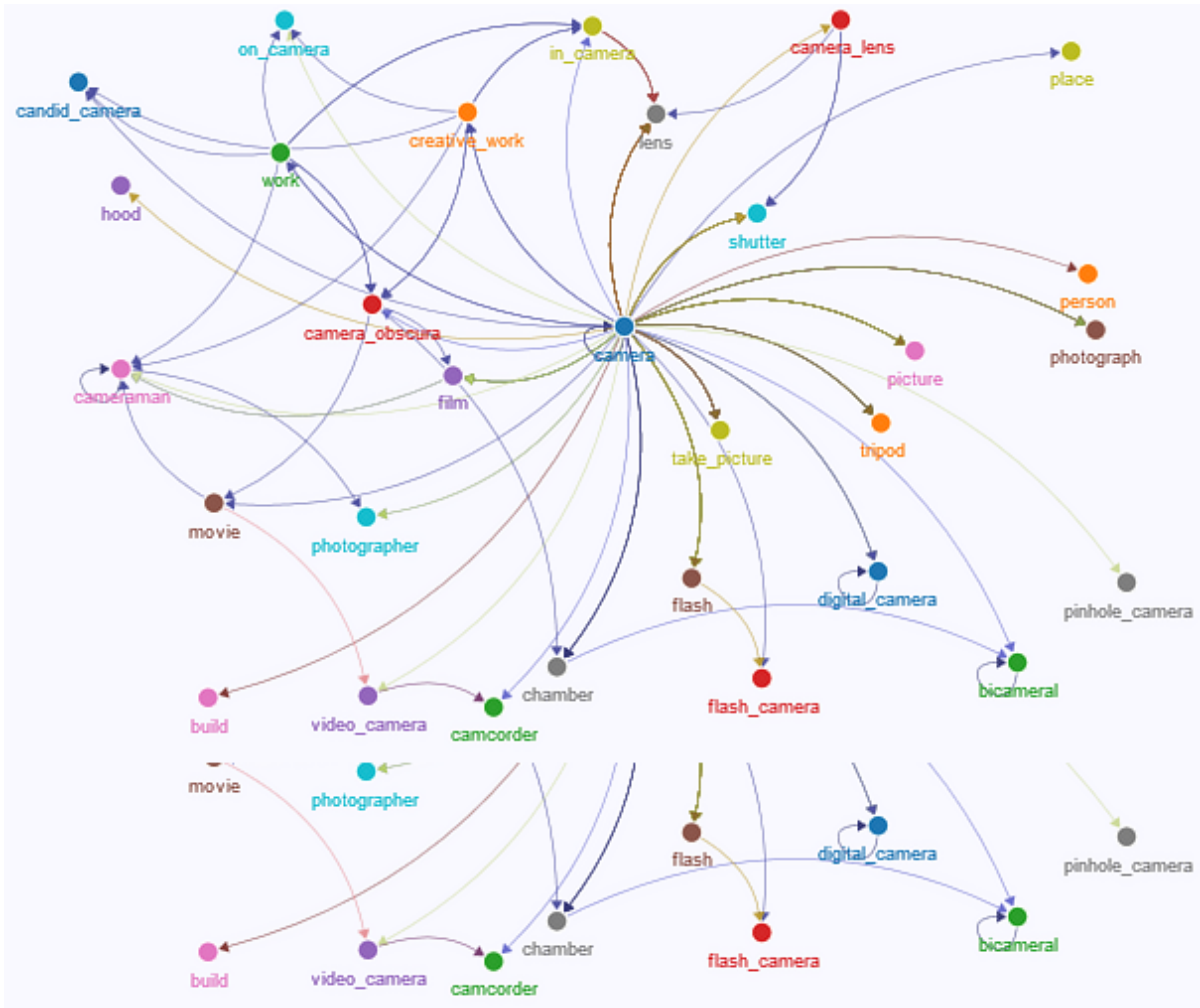 on_camera
in_camera
camera_lens
place
candid_camera
creative_work
lens
work
hood
shutter
person
camera_obscura
camera
photograph
picture
cameraman
film
take_picture
tripod
movie
photographer
flash
digital_camera
pinhole_camera
chamber
bicameral
flash_camera
build
video_camera
camcorder
movie
photographer
flash
digital_camera
pinhole_camera
chamber
bicameral
flash_camera
build
video_camera
camcorder